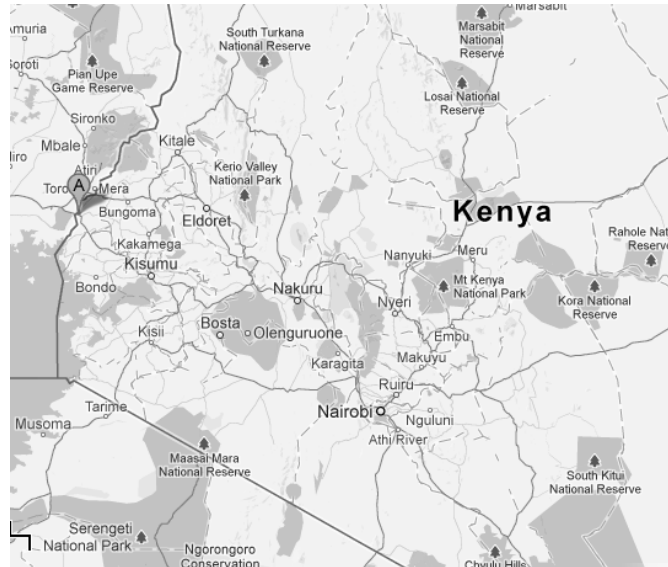 Marsabit
South Turkana
National Reserve
Marsabit
National
Reserve
Amuria
Soroti
Pian Upe
Game Reserve
Losai National
Reserve
Sironko
Mbale
Kitale
Atiri
Kerio Valley
National Park
A
Toro
Mera
Bungoma
Eldoret
Kenya
Kakamega
Rahole Nat
Reserve
Kisumu
Nanyuki
Meru
Bondo
Nakuru
Mt Kenya
National Park
Kora National
Reserve
Nyeri
Kisii
Bosta
Olenguruone
Embu
Karagita
Makuyu
Ruiru
Tarime
Nairobi
Musoma
Nguluni
Athi River
Maasai Mara
National Reserve
South Kitui
National Reserve
Serengeti
National Park
Ngorongoro
Conservation
Chyulu Hills